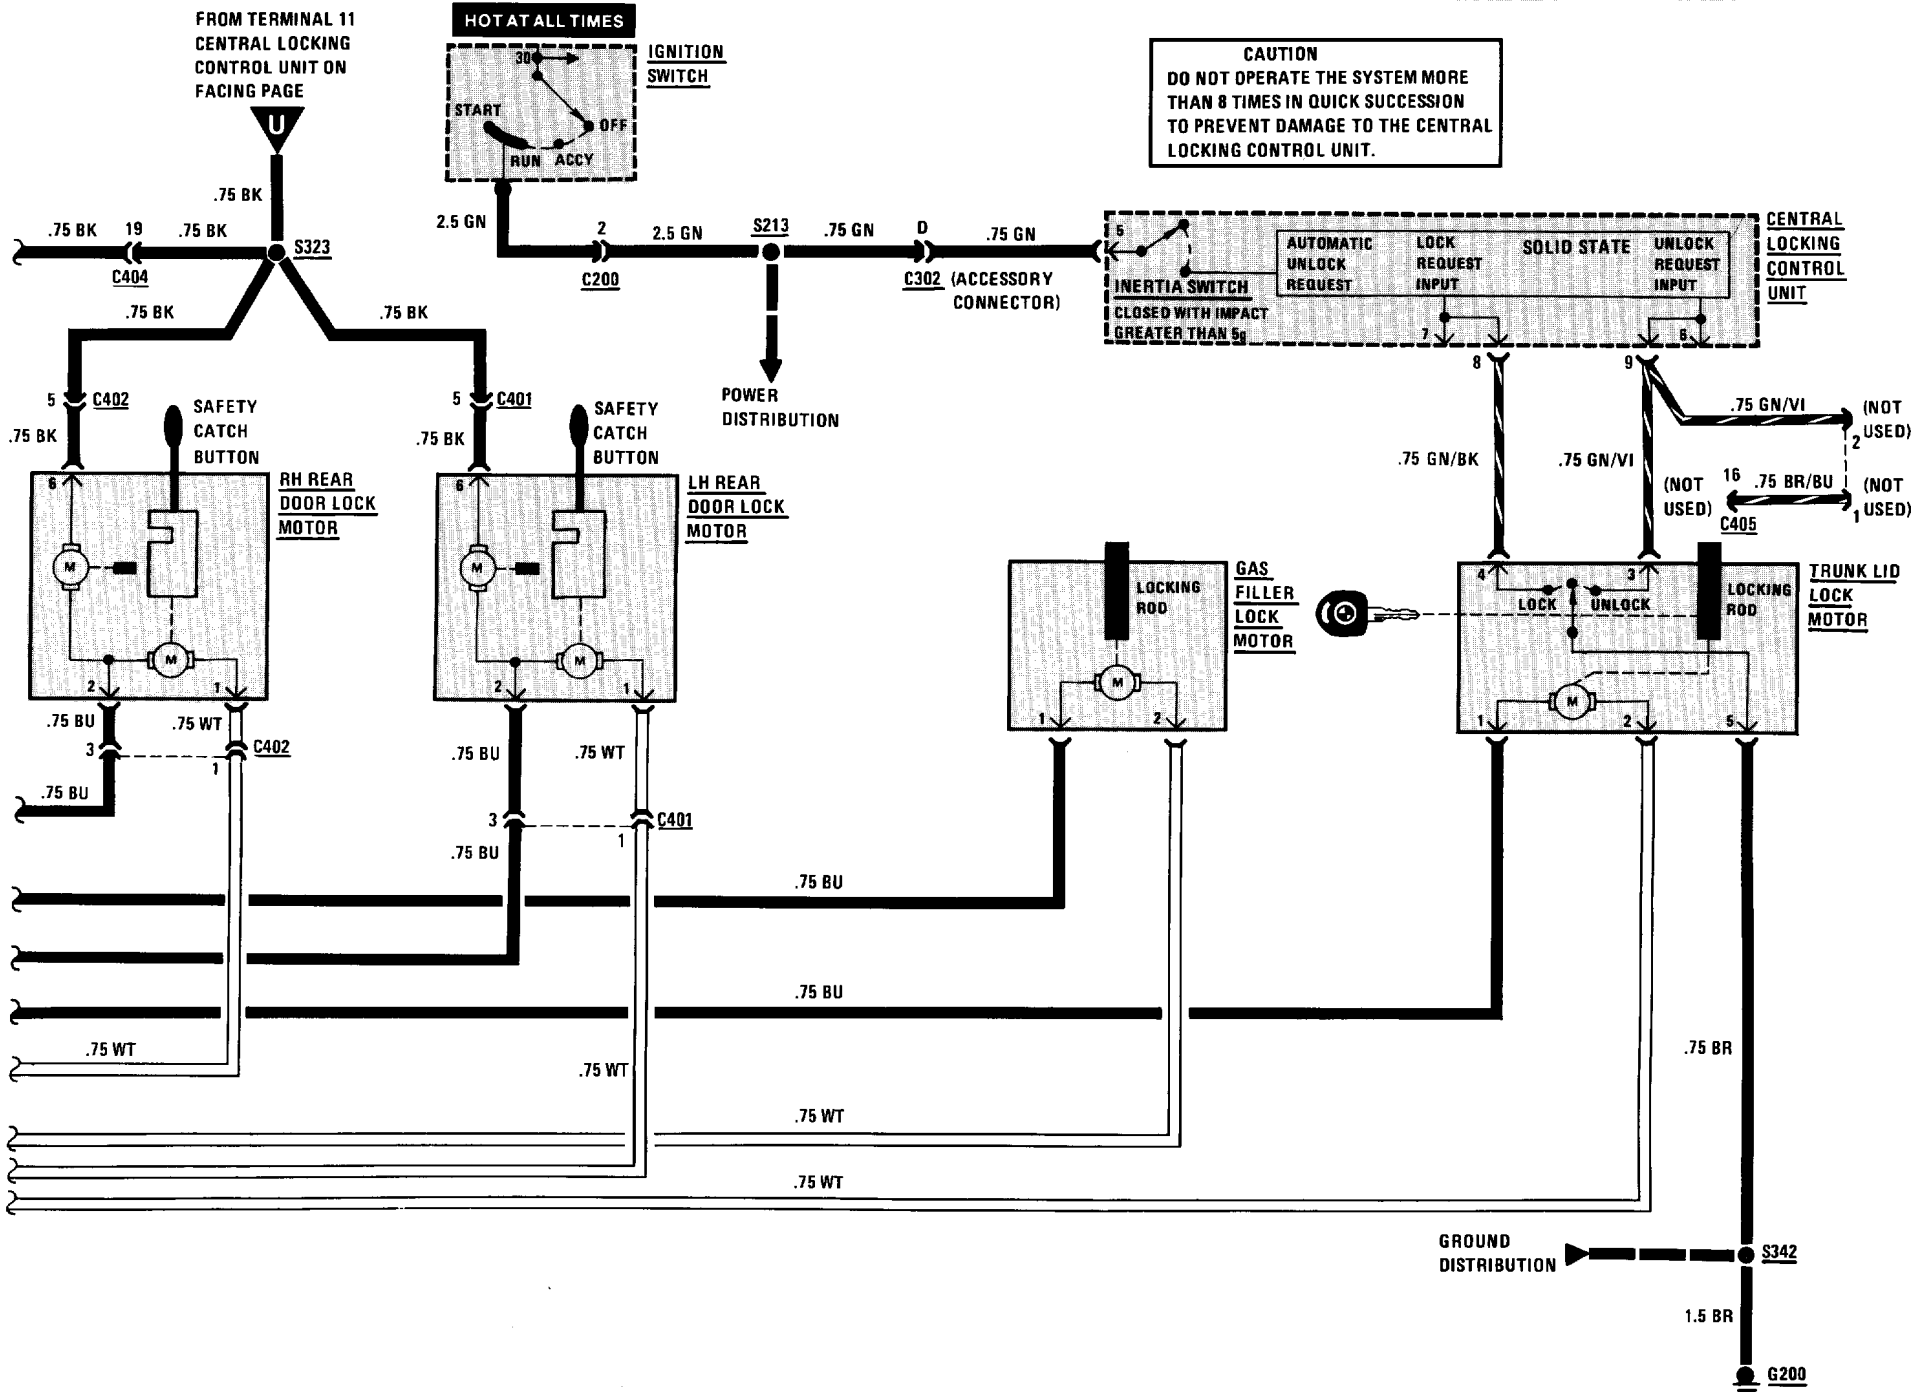 FROM TERMINAL 11
CENTRAL LOCKING
CONTROL UNIT ON
FACING PAGE
U
.75 BK
HOT AT ALL TIMES
IGNITION
SWITCH
30
START
OFF
RUN
ACCY
CAUTION
DO NOT OPERATE THE SYSTEM MORE
THAN 8 TIMES IN QUICK SUCCESSION
TO PREVENT DAMAGE TO THE CENTRAL
LOCKING CONTROL UNIT.
.75 BK
19
.75 BK
S323
C404
.75 BK
.75 BK
2.5 GN
2
2.5 GN
S213
.75 GN
D
.75 GN
C200
C302 (ACCESSORY
CONNECTOR)
POWER
DISTRIBUTION
CENTRAL
LOCKING
CONTROL
UNIT
5
INERTIA SWITCH
CLOSED WITH IMPACT
GREATER THAN 5g
AUTOMATIC
UNLOCK
REQUEST
LOCK
REQUEST
INPUT
SOLID STATE
UNLOCK
REQUEST
INPUT
7
6
8
9
.75 GN/BK
.75 GN/VI
.75 GN/VI
(NOT
USED)
2
(NOT
USED)
16
.75 BR/BU
C405
(NOT
USED)
1
5
C402
.75 BK
SAFETY
CATCH
BUTTON
RH REAR
DOOR LOCK
MOTOR
6
M
M
2
1
5
C401
.75 BK
SAFETY
CATCH
BUTTON
LH REAR
DOOR LOCK
MOTOR
6
M
M
2
1
GAS
FILLER
LOCK
MOTOR
LOCKING
ROD
M
1
2
TRUNK LID
LOCK
MOTOR
4
3
LOCK
UNLOCK
LOCKING
ROD
M
1
2
5
.75 BU
.75 WT
3
C402
1
.75 BU
.75 BU
.75 WT
3
C401
1
.75 BU
.75 BU
.75 BU
.75 WT
.75 WT
.75 WT
.75 WT
.75 BR
GROUND
DISTRIBUTION
S342
1.5 BR
G200